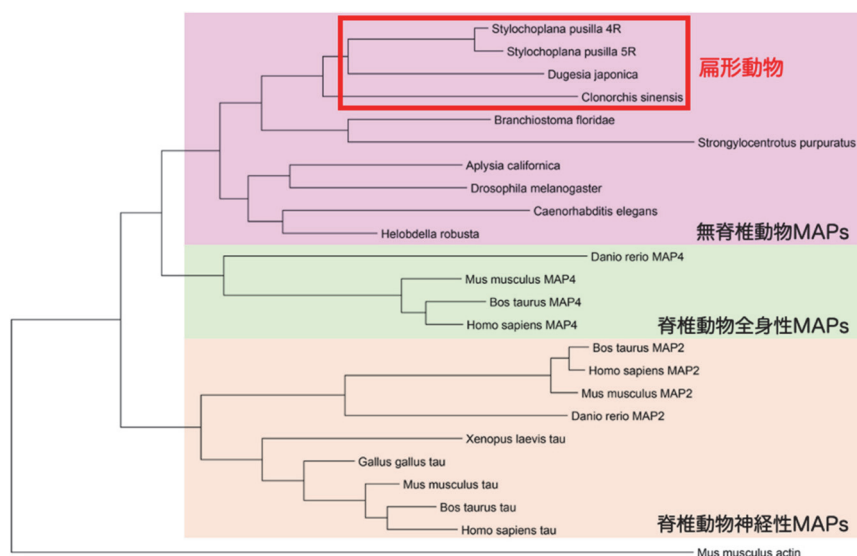 Stylochoplana pusilla 4R
Stylochoplana pusilla 5R
扁形動物
Dugesia japonica
Clonorchis sinensis
Branchiostoma floridae
Strongylocentrotus purpuratus
Aplysia californica
Drosophila melanogaster
Caenorhabditis elegans
Helobdella robusta
無脊椎動物MAPs
Danio rerio MAP4
Mus musculus MAP4
Bos taurus MAP4
Homo sapiens MAP4
脊椎動物全身性MAPs
Bos taurus MAP2
Homo sapiens MAP2
Mus musculus MAP2
Danio rerio MAP2
Xenopus laevis tau
Gallus gallus tau
Mus musculus tau
Bos taurus tau
Homo sapiens tau
脊椎動物神経性MAPs
Mus musculus actin